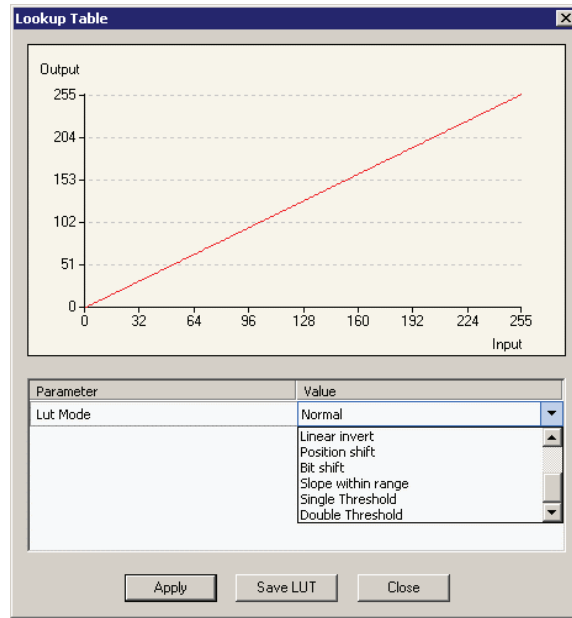 Lookup Table
Output
255
204
153
102
51
0
0 32 64 96 128 160 192 224 255
Input
Parameter Value
Lut Mode Normal
Linear invert
Position shift
Bit shift
Slope within range
Single Threshold
Double Threshold
Apply Save LUT Close